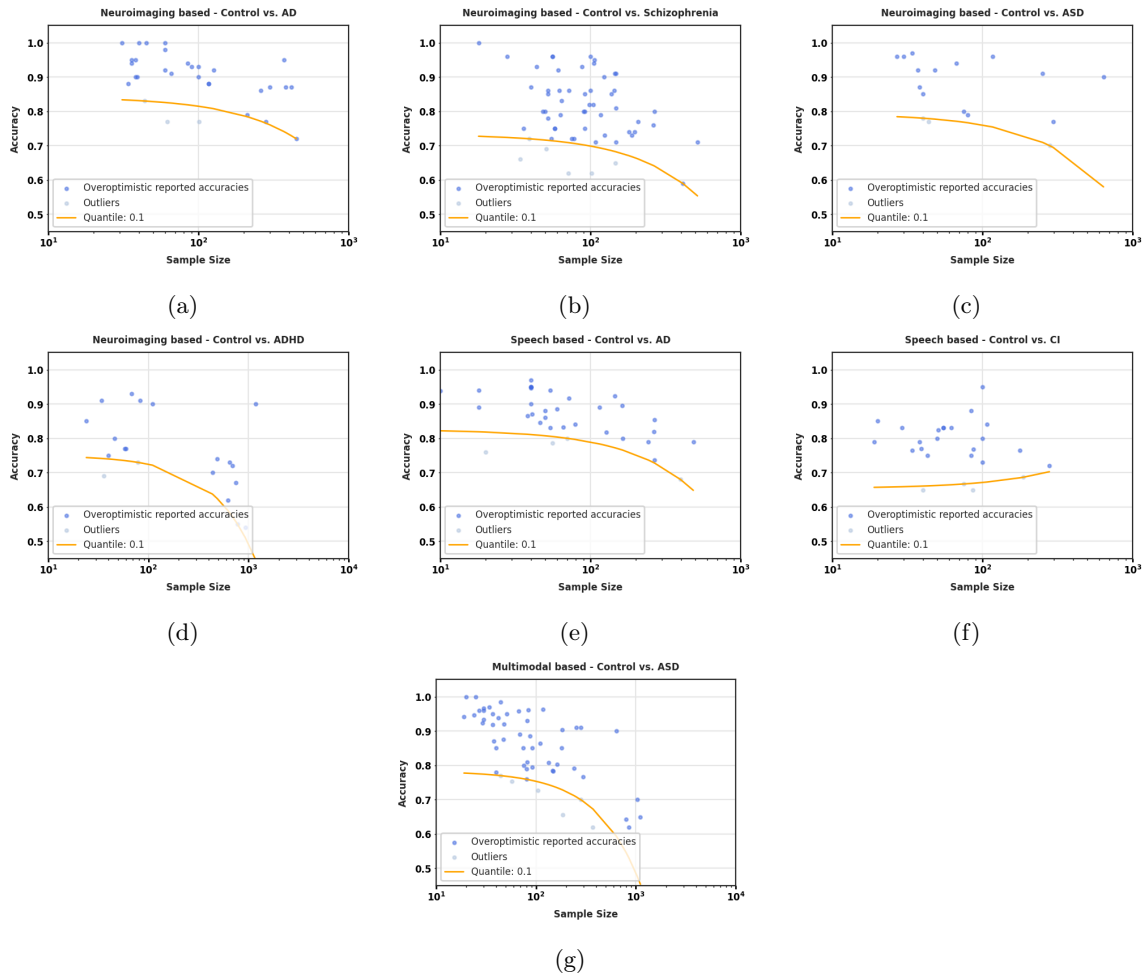 Neuroimaging based - Control vs. AD
Accuracy
1.0
0.9
0.8
0.7
0.6
0.5
Overoptimistic reported accuracies
Outliers
Quantile: 0.1
10^1 10^2 10^3
Sample Size
(a)
Neuroimaging based - Control vs. Schizophrenia
Accuracy
1.0
0.9
0.8
0.7
0.6
0.5
Overoptimistic reported accuracies
Outliers
Quantile: 0.1
10^1 10^2 10^3
Sample Size
(b)
Neuroimaging based - Control vs. ASD
Accuracy
1.0
0.9
0.8
0.7
0.6
0.5
Overoptimistic reported accuracies
Outliers
Quantile: 0.1
10^1 10^2 10^3
Sample Size
(c)
Neuroimaging based - Control vs. ADHD
Accuracy
1.0
0.9
0.8
0.7
0.6
0.5
Overoptimistic reported accuracies
Outliers
Quantile: 0.1
10^1 10^2 10^3 10^4
Sample Size
(d)
Speech based - Control vs. AD
Accuracy
1.0
0.9
0.8
0.7
0.6
0.5
Overoptimistic reported accuracies
Outliers
Quantile: 0.1
10^1 10^2 10^3
Sample Size
(e)
Speech based - Control vs. CI
Accuracy
1.0
0.9
0.8
0.7
0.6
0.5
Overoptimistic reported accuracies
Outliers
Quantile: 0.1
10^1 10^2 10^3
Sample Size
(f)
Multimodal based - Control vs. ASD
Accuracy
1.0
0.9
0.8
0.7
0.6
0.5
Overoptimistic reported accuracies
Outliers
Quantile: 0.1
10^1 10^2 10^3 10^4
Sample Size
(g)